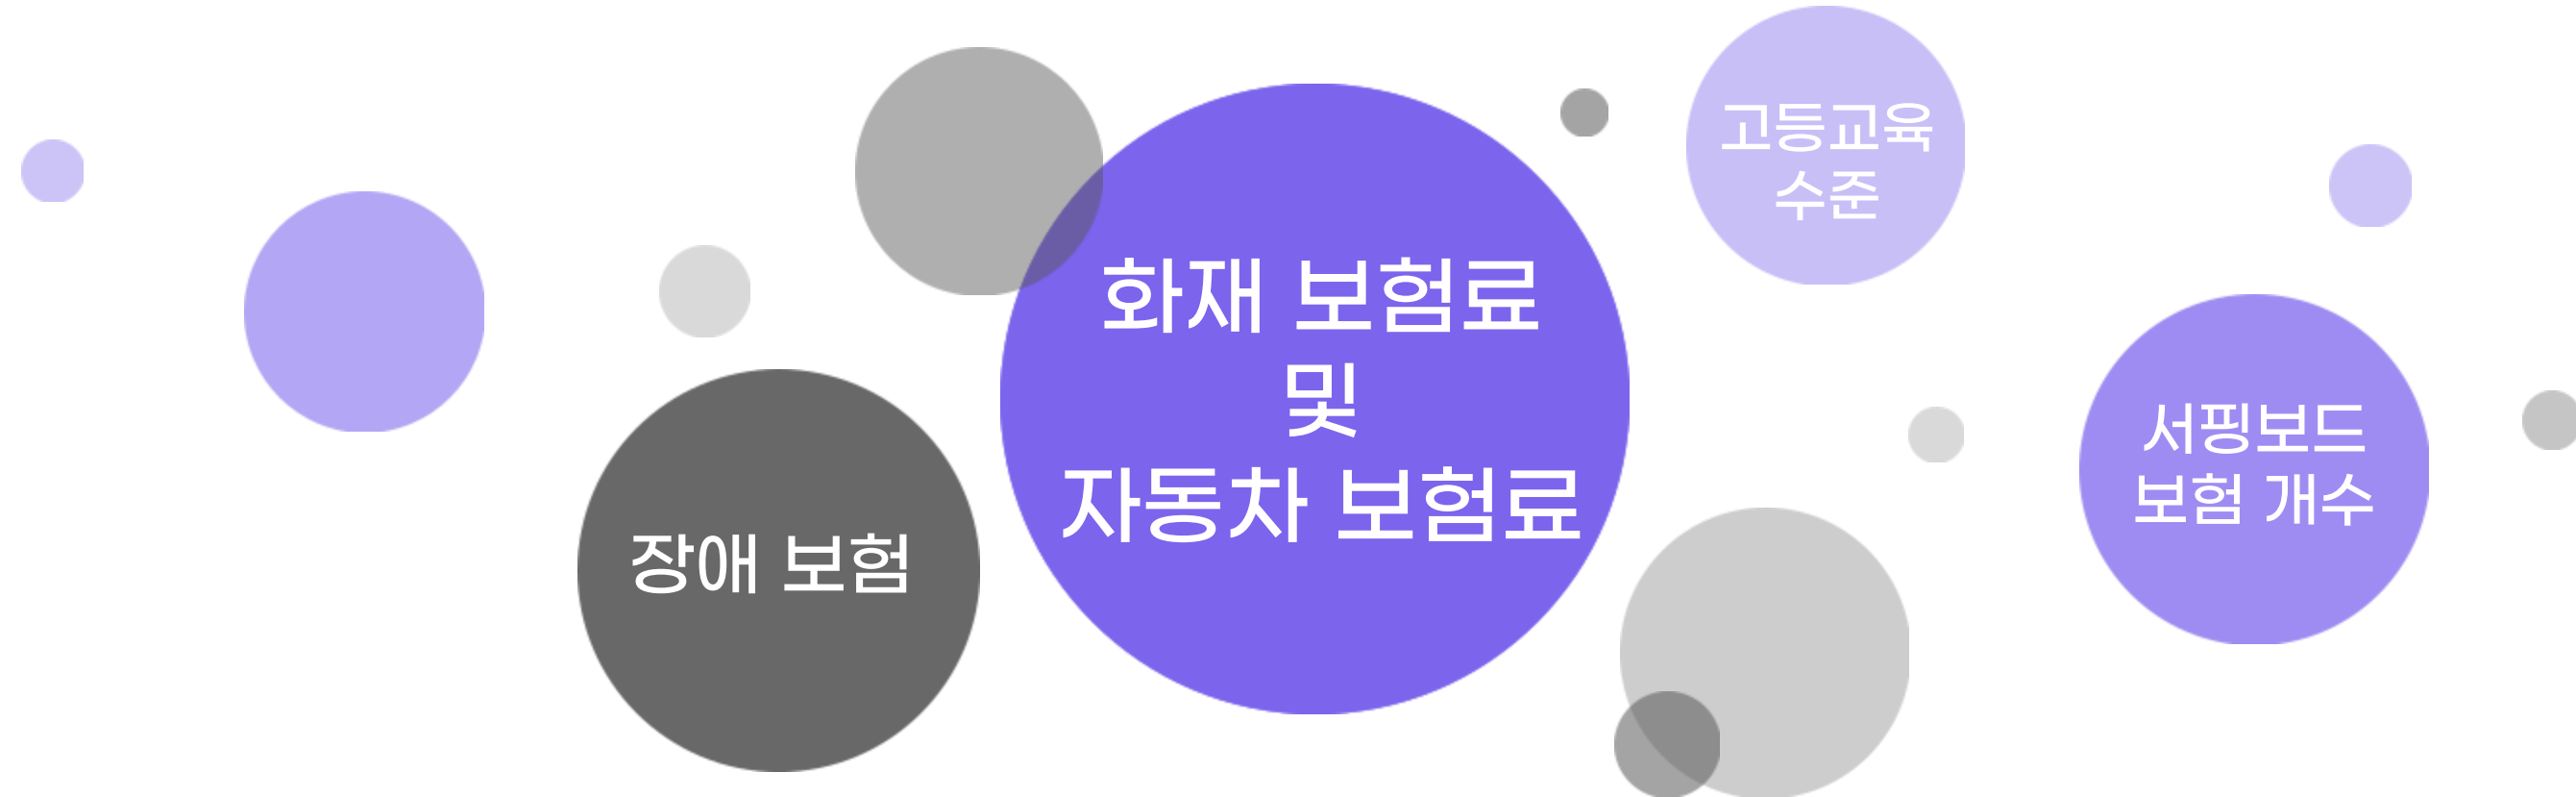 고등교육
수준
화재 보험료
및
자동차 보험료
서핑보드
보험 개수
장애 보험